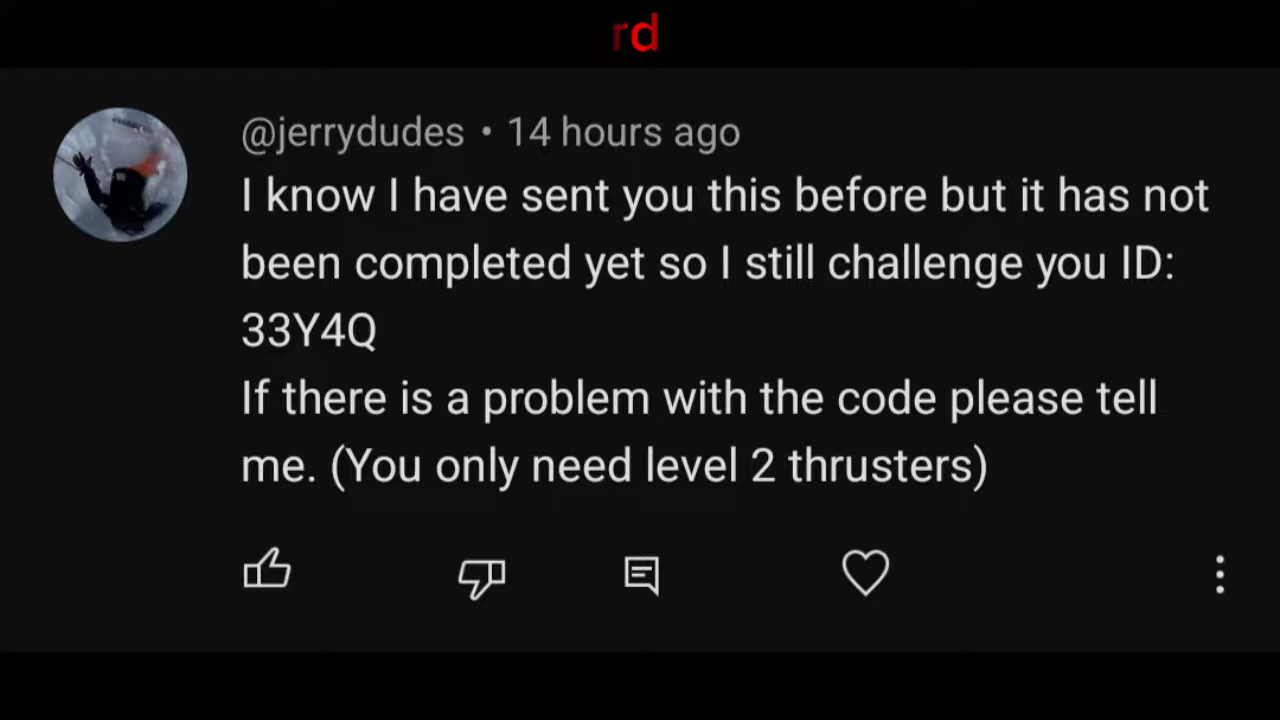 rd
@jerrydudes • 14 hours ago
I know I have sent you this before but it has not
been completed yet so I still challenge you ID:
33Y4Q
If there is a problem with the code please tell
me. (You only need level 2 thrusters)